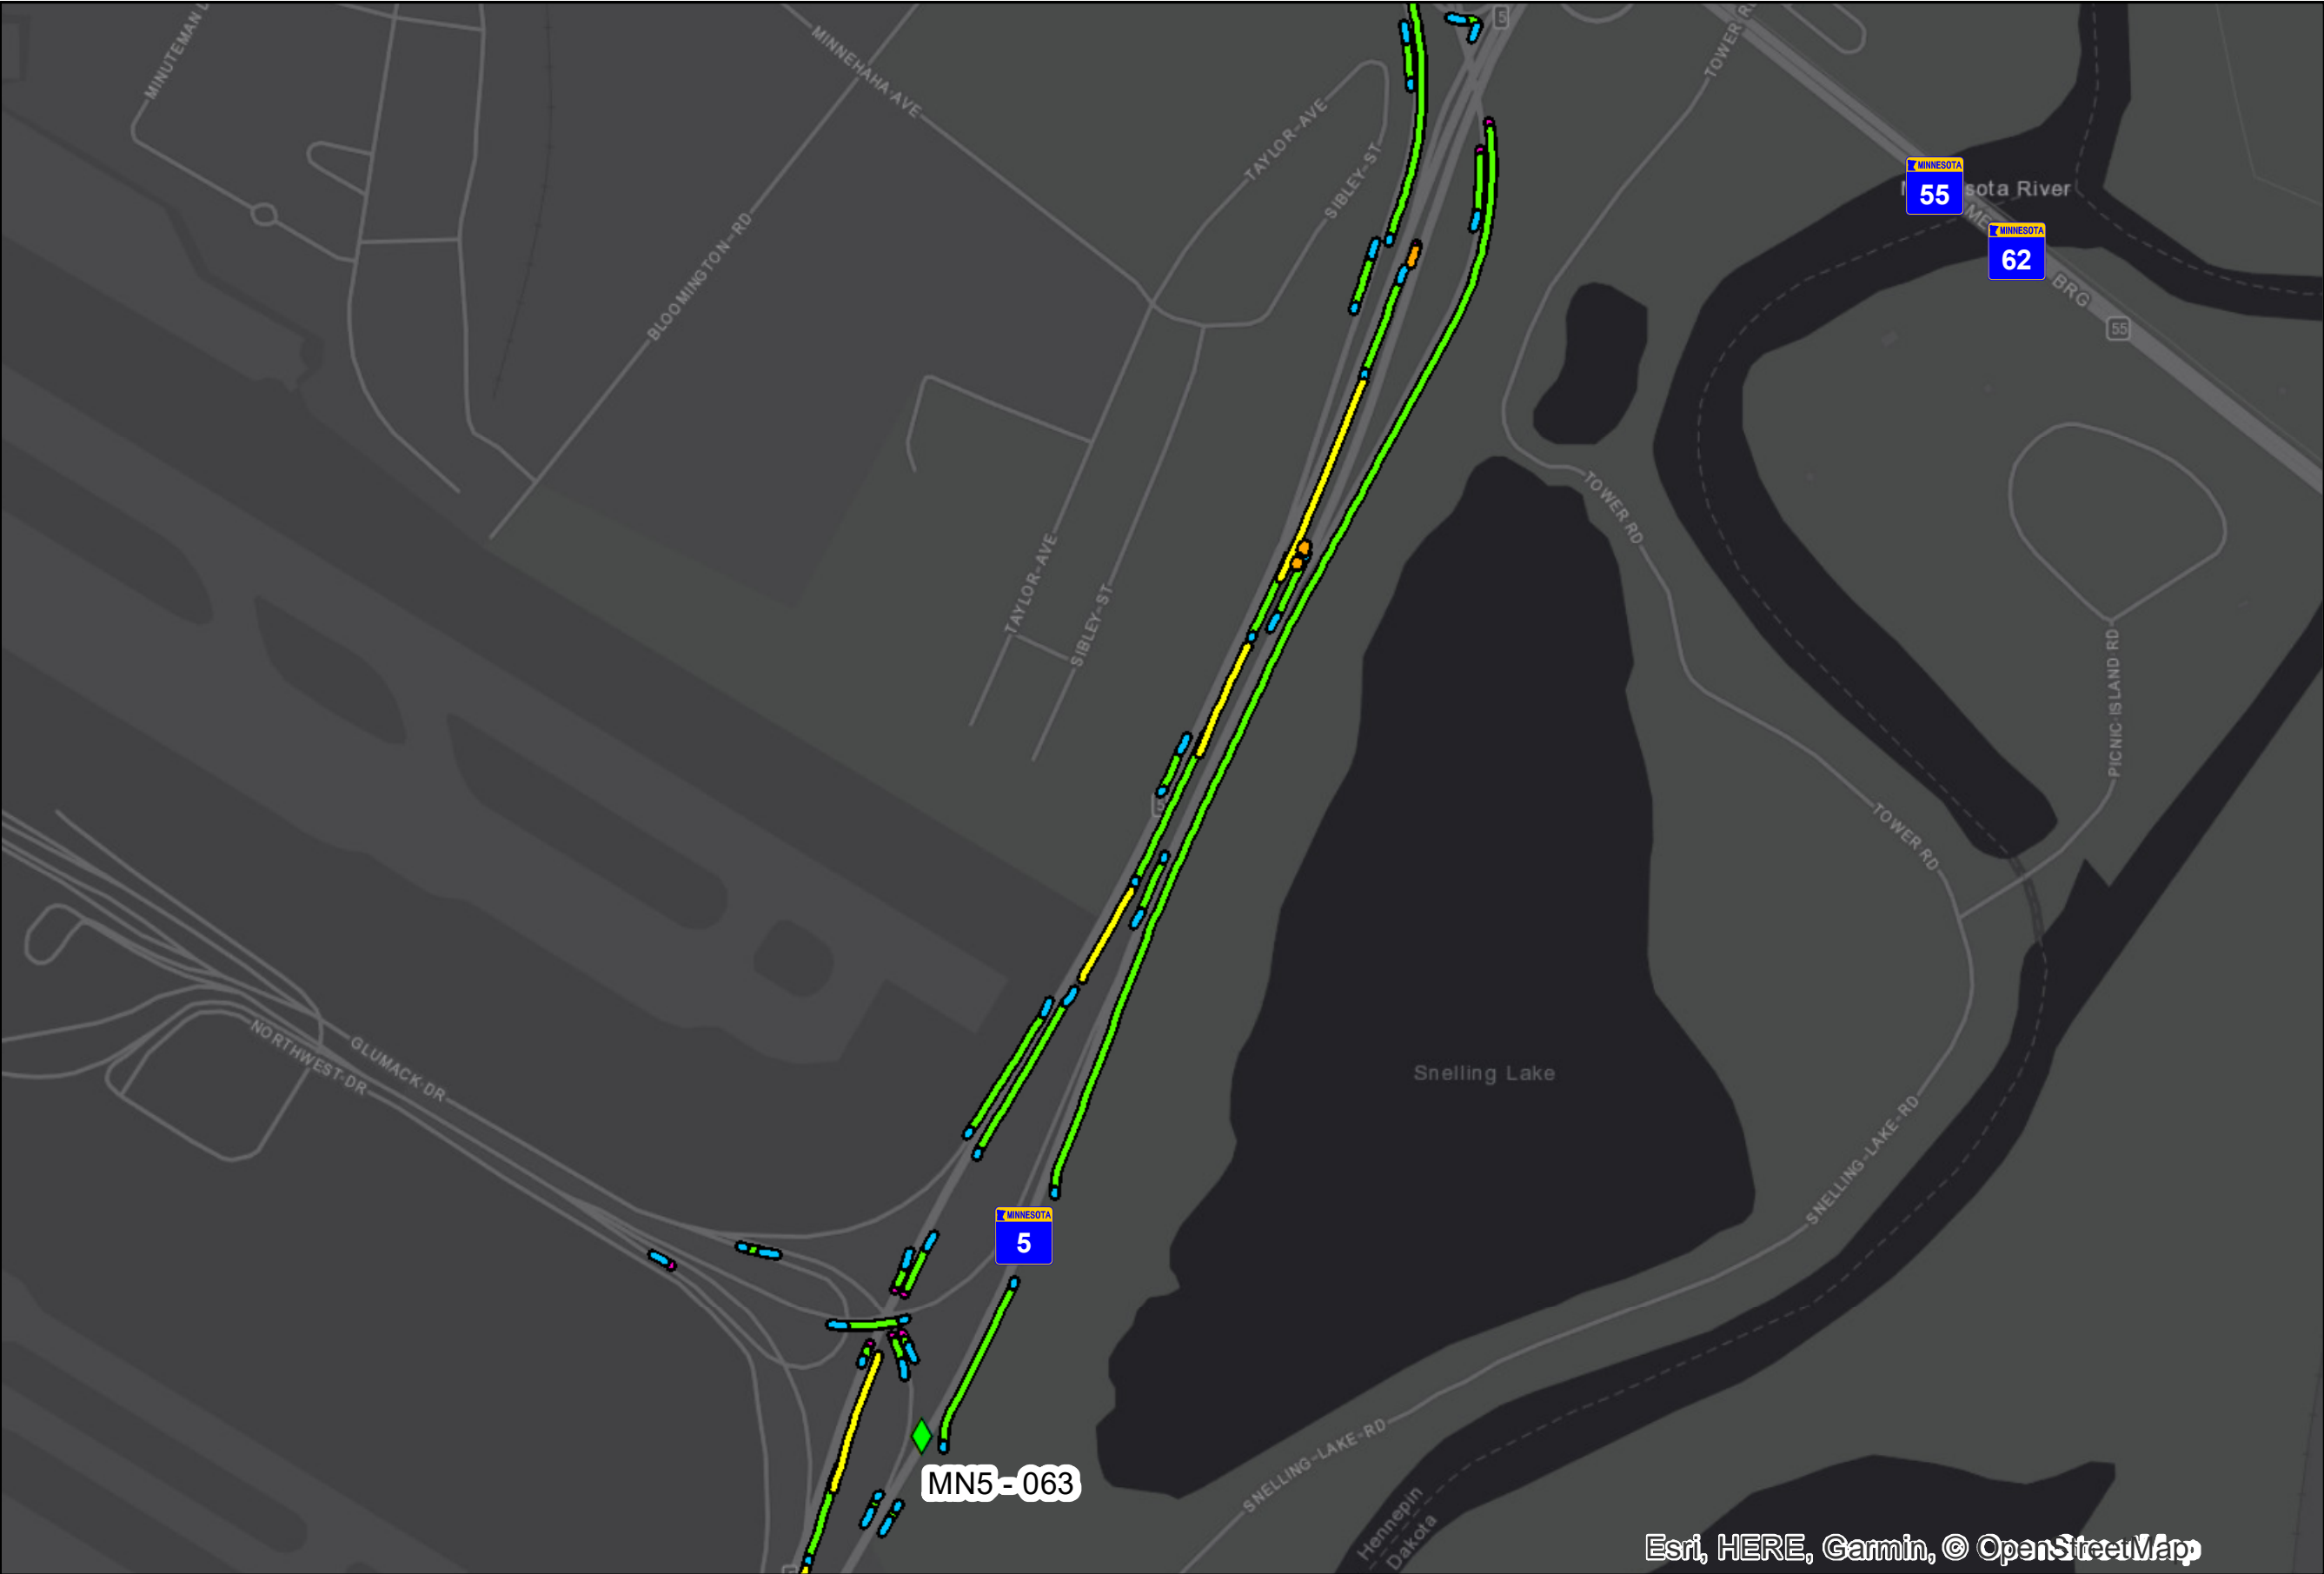 MINUTEMAN L
MINNEHAHA-AVE
5
TOWER R
TAYLOR-AVE
SIBLEY-ST
BLOOMINGTON-RD
MINNESOTA
55
sota River
MINNESOTA
62
BRG
55
TOWER RD
TAYLOR-AVE
SIBLEY-ST
PICNIC-ISLAND RD
5
TOWER RD
NORTHWEST-DR
GLUMACK-DR
Snelling Lake
SNELLING-LAKE-RD
MINNESOTA
5
SNELLING-LAKE-RD
MN5 - 063
Hennepin
Dakota
Esri, HERE, Garmin, © OpenStreetMap